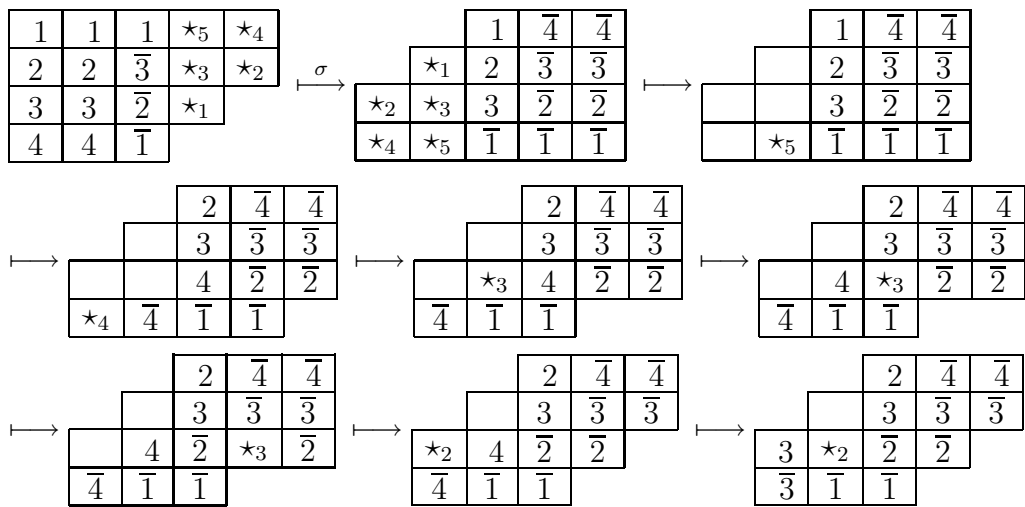 1 1 1 ⋆₅ ⋆₄ 1 4̅ 4̅ 1 4̅ 4̅
2 2 3̅ ⋆₃ ⋆₂ ⟼^σ ⋆₁ 2 3̅ 3̅ ⟼ 2 3̅ 3̅
3 3 2̅ ⋆₁ ⋆₂ ⋆₃ 3 2̅ 2̅ 3 2̅ 2̅
4 4 1̅ ⋆₄ ⋆₅ 1̅ 1̅ 1̅ ⋆₅ 1̅ 1̅ 1̅
2 4̅ 4̅ 2 4̅ 4̅ 2 4̅ 4̅
⟼ 3 3̅ 3̅ ⟼ 3 3̅ 3̅ ⟼ 3 3̅ 3̅
4 2̅ 2̅ ⋆₃ 4 2̅ 2̅ 4 ⋆₃ 2̅ 2̅
⋆₄ 4̅ 1̅ 1̅ 4̅ 1̅ 1̅ 4̅ 1̅ 1̅
2 4̅ 4̅ 2 4̅ 4̅ 2 4̅ 4̅
⟼ 3 3̅ 3̅ ⟼ 3 3̅ 3̅ ⟼ 3 3̅ 3̅
4 2̅ ⋆₃ 2̅ ⋆₂ 4 2̅ 2̅ 3 ⋆₂ 2̅ 2̅
4̅ 1̅ 1̅ 4̅ 1̅ 1̅ 3̅ 1̅ 1̅